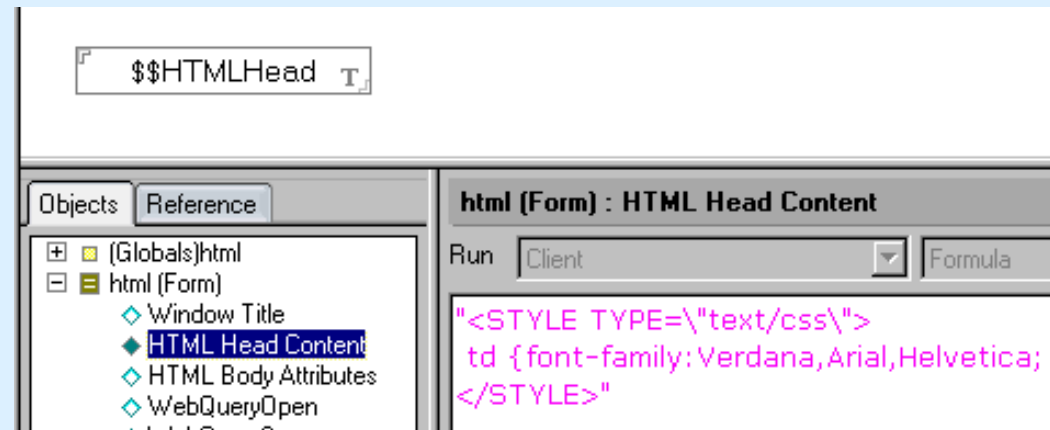 $$HTMLHead T
Objects Reference
(Globals)html
html (Form)
Window Title
HTML Head Content
HTML Body Attributes
WebQueryOpen
html (Form) : HTML Head Content
Run Client Formula
"<STYLE TYPE=\"text/css\">
td {font-family:Verdana,Arial,Helvetica;
</STYLE>"